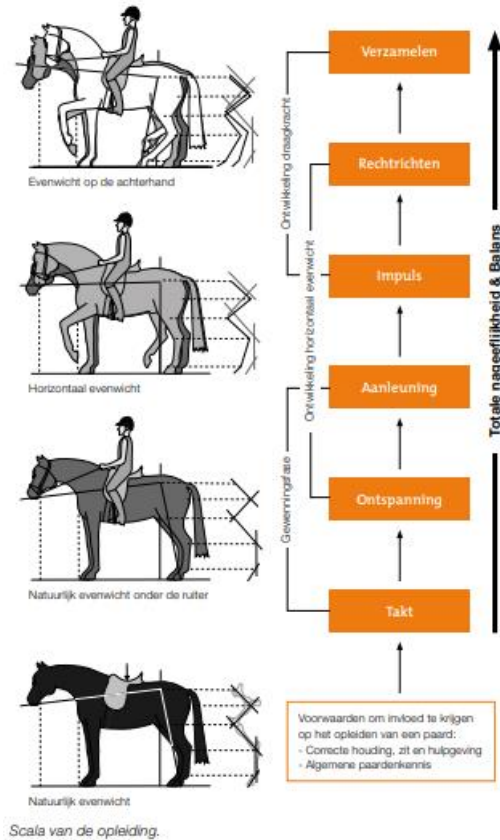 Evenwicht op de achterhand
Horizontaal evenwicht
Natuurlijk evenwicht onder de ruiter
Natuurlijk evenwicht
Scala van de opleiding.
Verzamelen
Rechtrichten
Impuls
Aanleuning
Ontspanning
Takt
Ontwikkeling draagkracht
Ontwikkeling horizontaal evenwicht
Gewenningsfase
Totale nageeflijkheid & Balans
Voorwaarden om invloed te krijgen
op het opleiden van een paard:
- Correcte houding, zit en hulpgeving
- Algemene paardenkennis